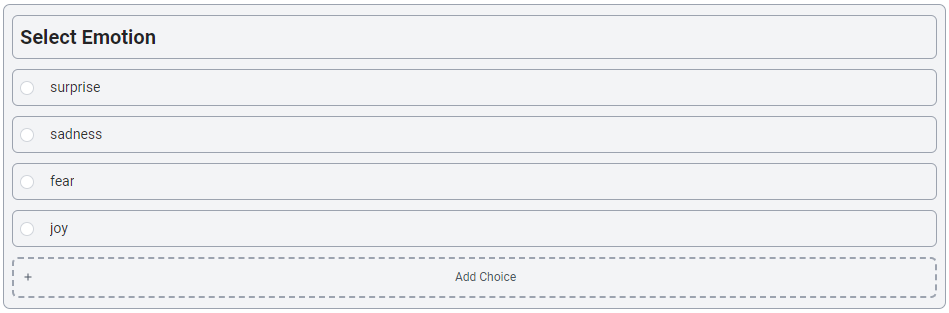 Select Emotion
surprise
sadness
fear
joy
+ Add Choice